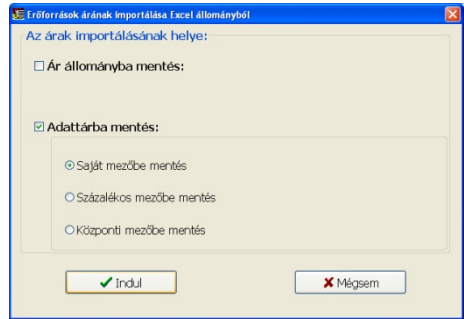 Erőforrások árának importálása Excel állományból
Az árak importálásának helye:
Ár állományba mentés:
Adattárba mentés:
Saját mezőbe mentés
Százalékos mezőbe mentés
Központi mezőbe mentés
Indul
Mégsem